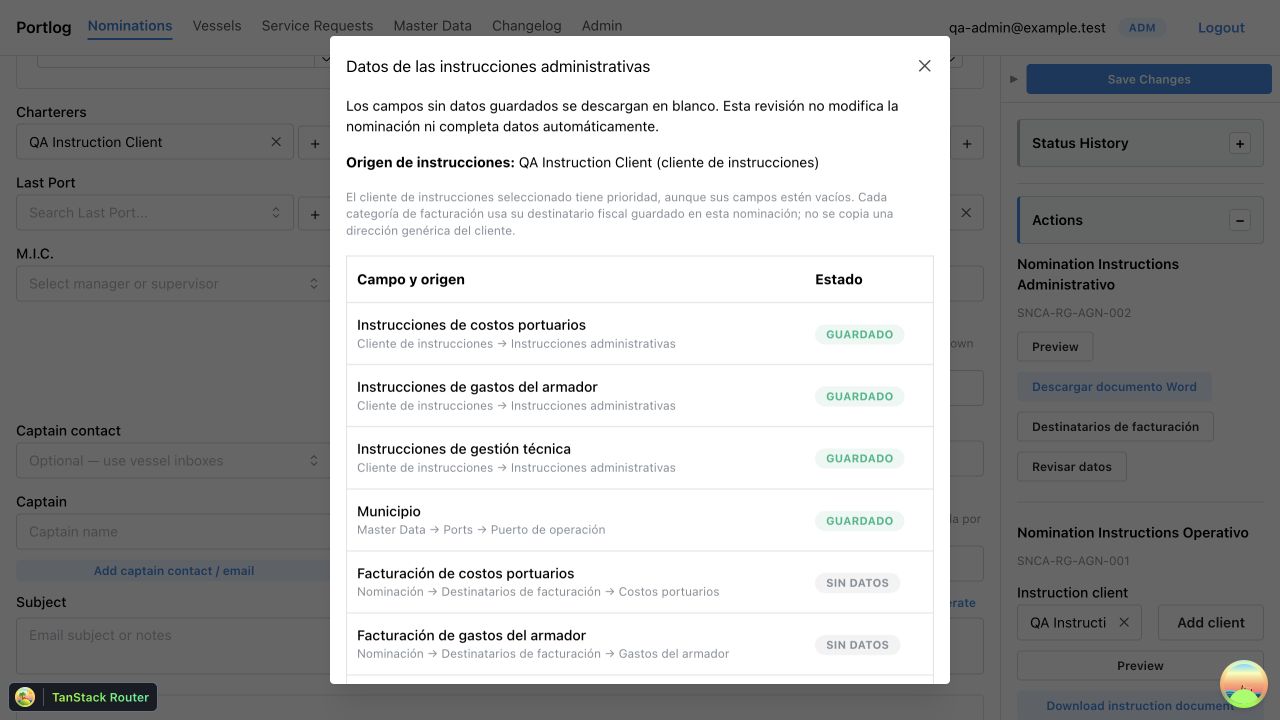 Portlog
Nominations
Vessels
Service Requests
Master Data
Changelog
Admin
qa-admin@example.test
ADM
Logout
Datos de las instrucciones administrativas
Los campos sin datos guardados se descargan en blanco. Esta revisión no modifica la
nominación ni completa datos automáticamente.
Origen de instrucciones: QA Instruction Client (cliente de instrucciones)
El cliente de instrucciones seleccionado tiene prioridad, aunque sus campos estén vacíos. Cada
categoría de facturación usa su destinatario fiscal guardado en esta nominación; no se copia una
dirección genérica del cliente.
Campo y origen
Estado
Instrucciones de costos portuarios
Cliente de instrucciones → Instrucciones administrativas
GUARDADO
Instrucciones de gastos del armador
Cliente de instrucciones → Instrucciones administrativas
GUARDADO
Instrucciones de gestión técnica
Cliente de instrucciones → Instrucciones administrativas
GUARDADO
Municipio
Master Data → Ports → Puerto de operación
GUARDADO
Facturación de costos portuarios
Nominación → Destinatarios de facturación → Costos portuarios
SIN DATOS
Facturación de gastos del armador
Nominación → Destinatarios de facturación → Gastos del armador
SIN DATOS
Charterers
QA Instruction Client
Last Port
Search Last Port...
M.I.C.
Select manager or supervisor
Captain contact
Optional — use vessel inboxes
Captain
Captain name
Add captain contact / email
Subject
Email subject or notes
TanStack Router
Save Changes
Status History
Actions
Nomination Instructions
Administrativo
SNCA-RG-AGN-002
Preview
Descargar documento Word
Destinatarios de facturación
Revisar datos
Nomination Instructions Operativo
SNCA-RG-AGN-001
Instruction client
QA Instructi
Add client
Preview
Download instruction document